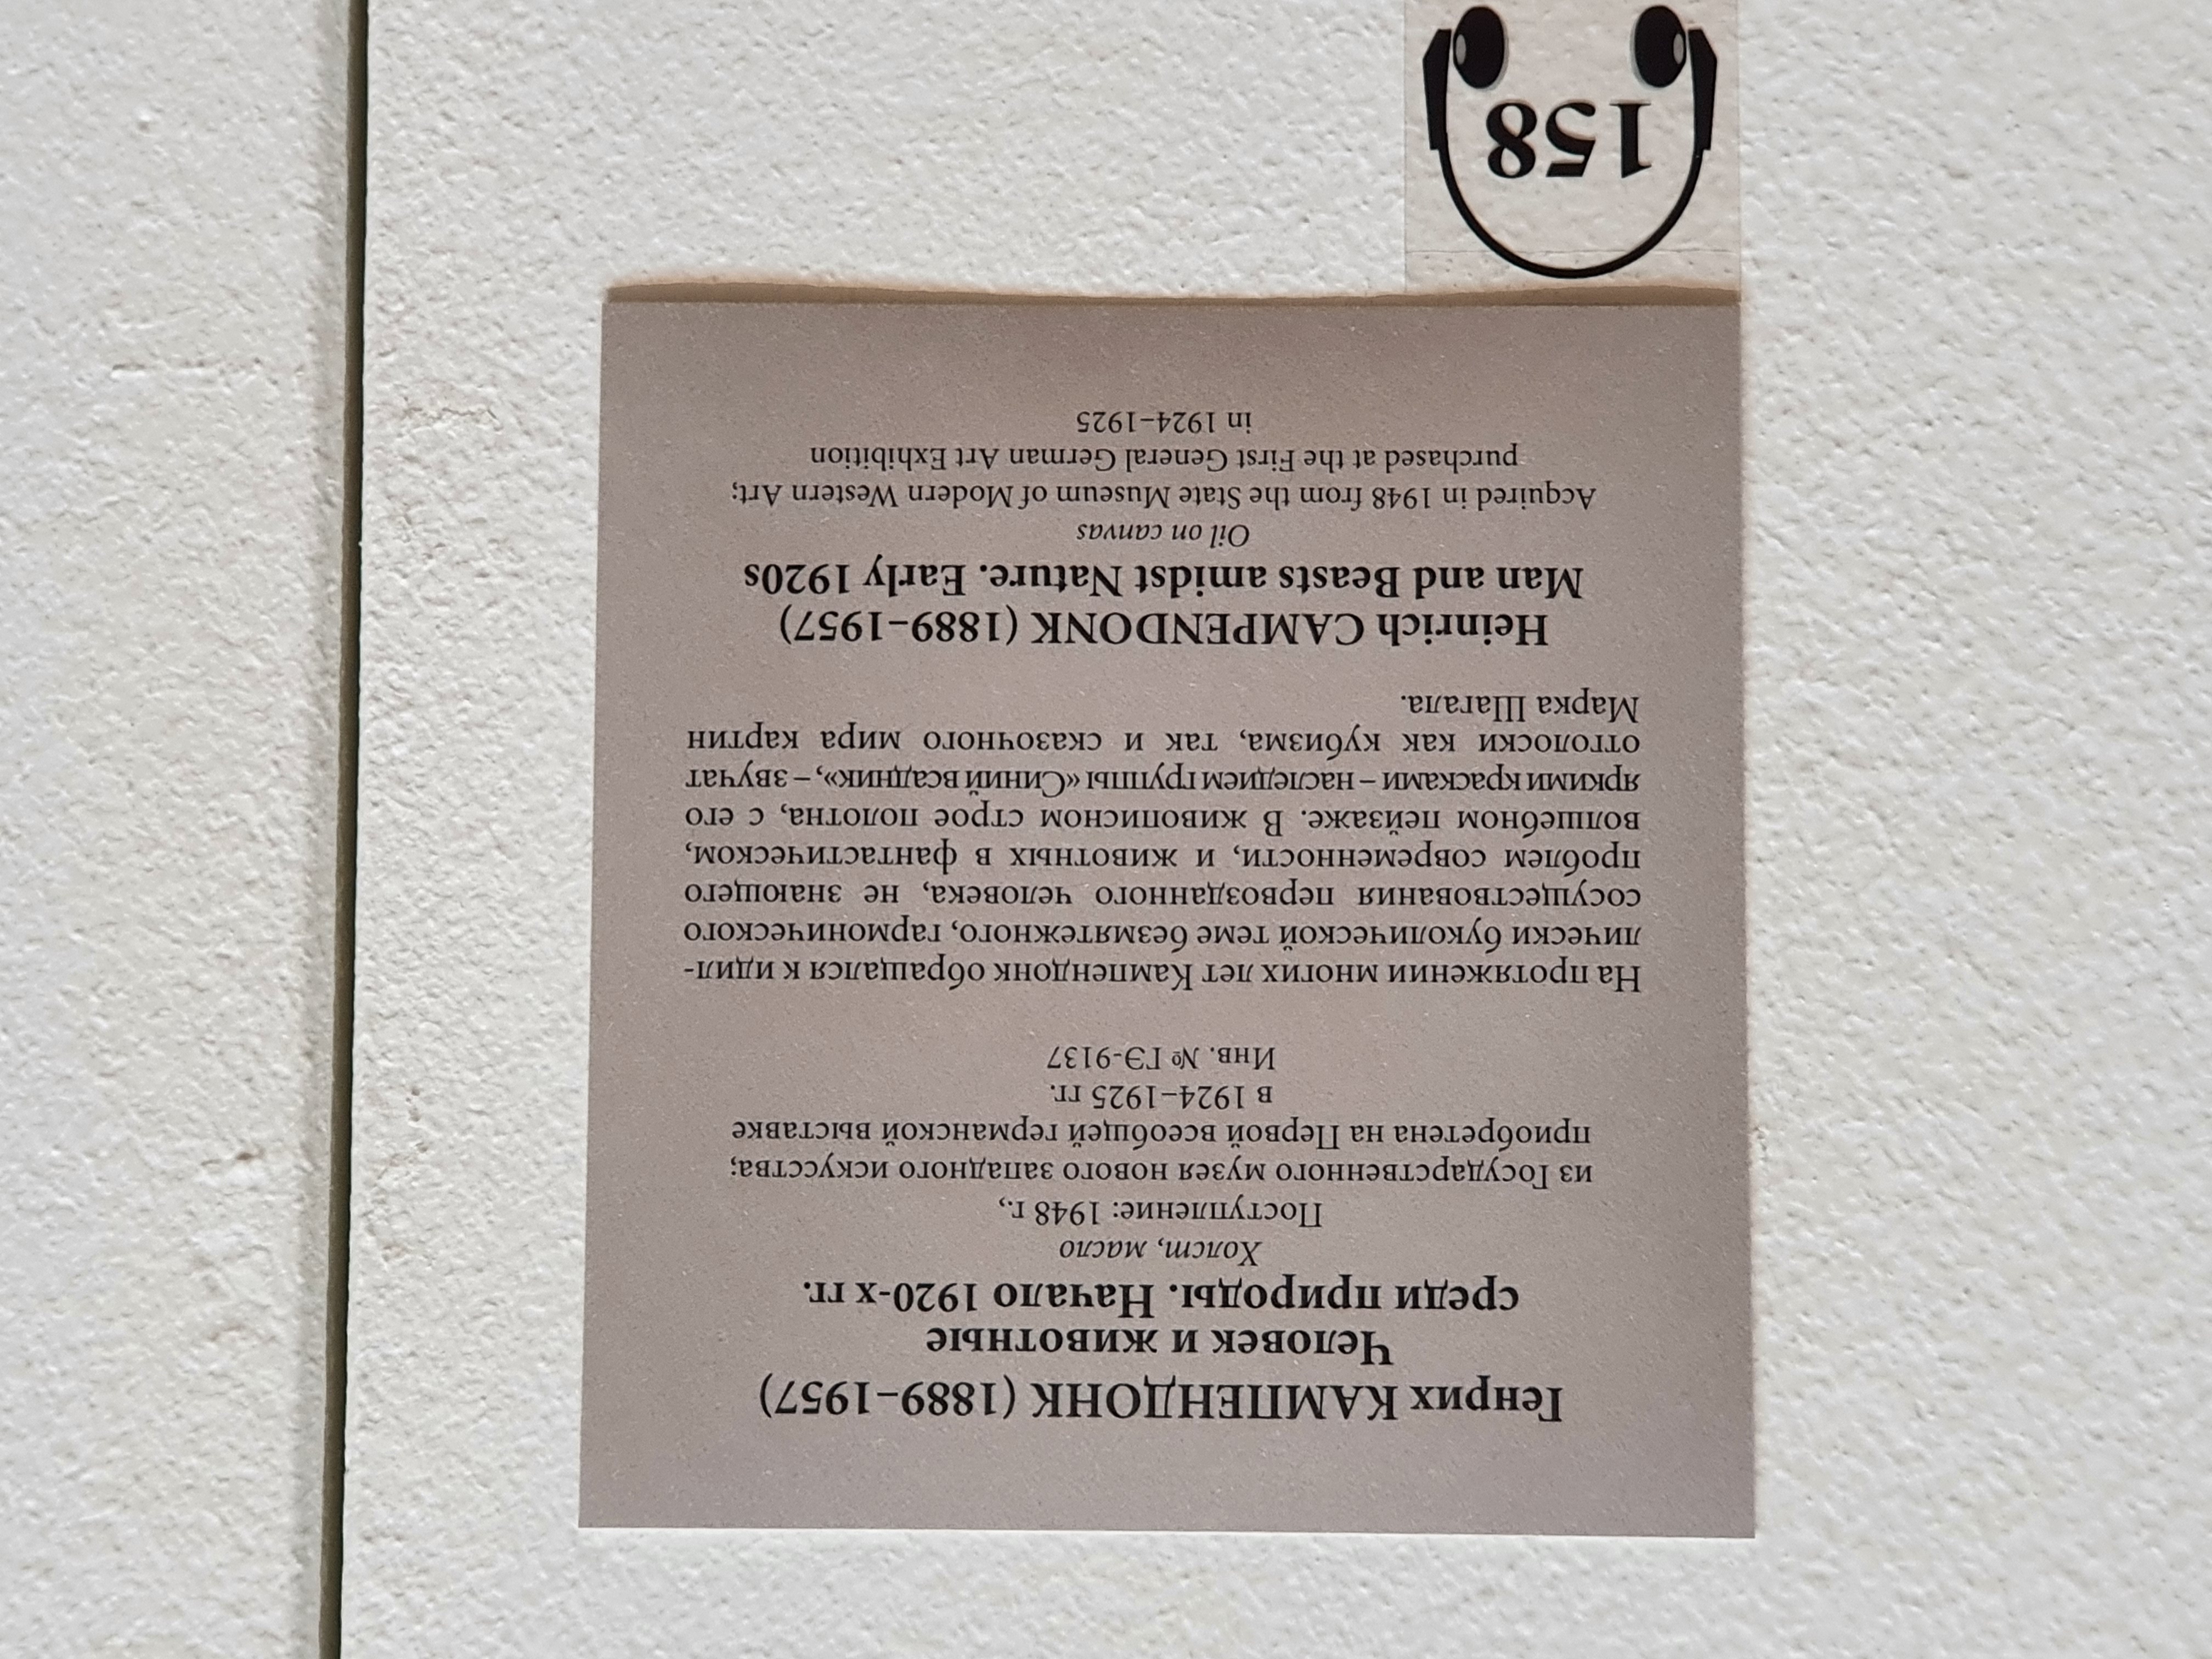 Генрих КАМПЕНДОНК (1889–1957)
Человек и животные
среди природы. Начало 1920-х гг.
Холст, масло
Поступление: 1948 г.,
из Государственного музея нового западного искусства;
приобретена на Первой всеобщей германской выставке
в 1924–1925 гг.
Инв. № ГЭ-9137
На протяжении многих лет Кампендонк обращался к идил-
лически буколической теме безмятежного, гармонического
сосуществования первозданного человека, не знающего
проблем современности, и животных в фантастическом,
волшебном пейзаже. В живописном строе полотна, с его
яркими красками – наследием группы «Синий всадник», – звучат
отголоски как кубизма, так и сказочного мира картин
Марка Шагала.
Heinrich CAMPENDONK (1889–1957)
Man and Beasts amidst Nature. Early 1920s
Oil on canvas
Acquired in 1948 from the State Museum of Modern Western Art;
purchased at the First General German Art Exhibition
in 1924–1925
158